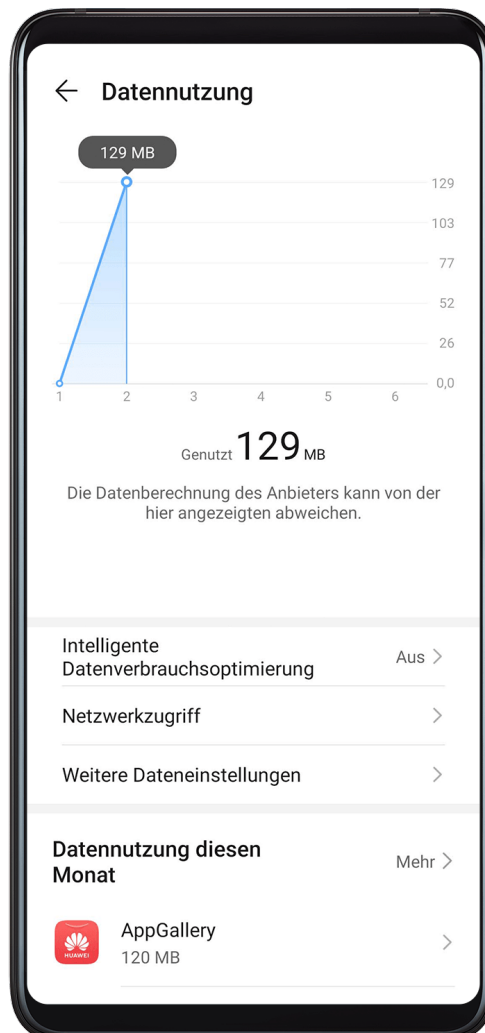 ← Datennutzung
129 MB
129
103
77
52
26
0,0
1 2 3 4 5 6
Genutzt 129 MB
Die Datenberechnung des Anbieters kann von der
hier angezeigten abweichen.
Intelligente
Datenverbrauchsoptimierung
Aus
Netzwerkzugriff
Weitere Dateneinstellungen
Datennutzung diesen
Monat
Mehr
HUAWEI
AppGallery
120 MB